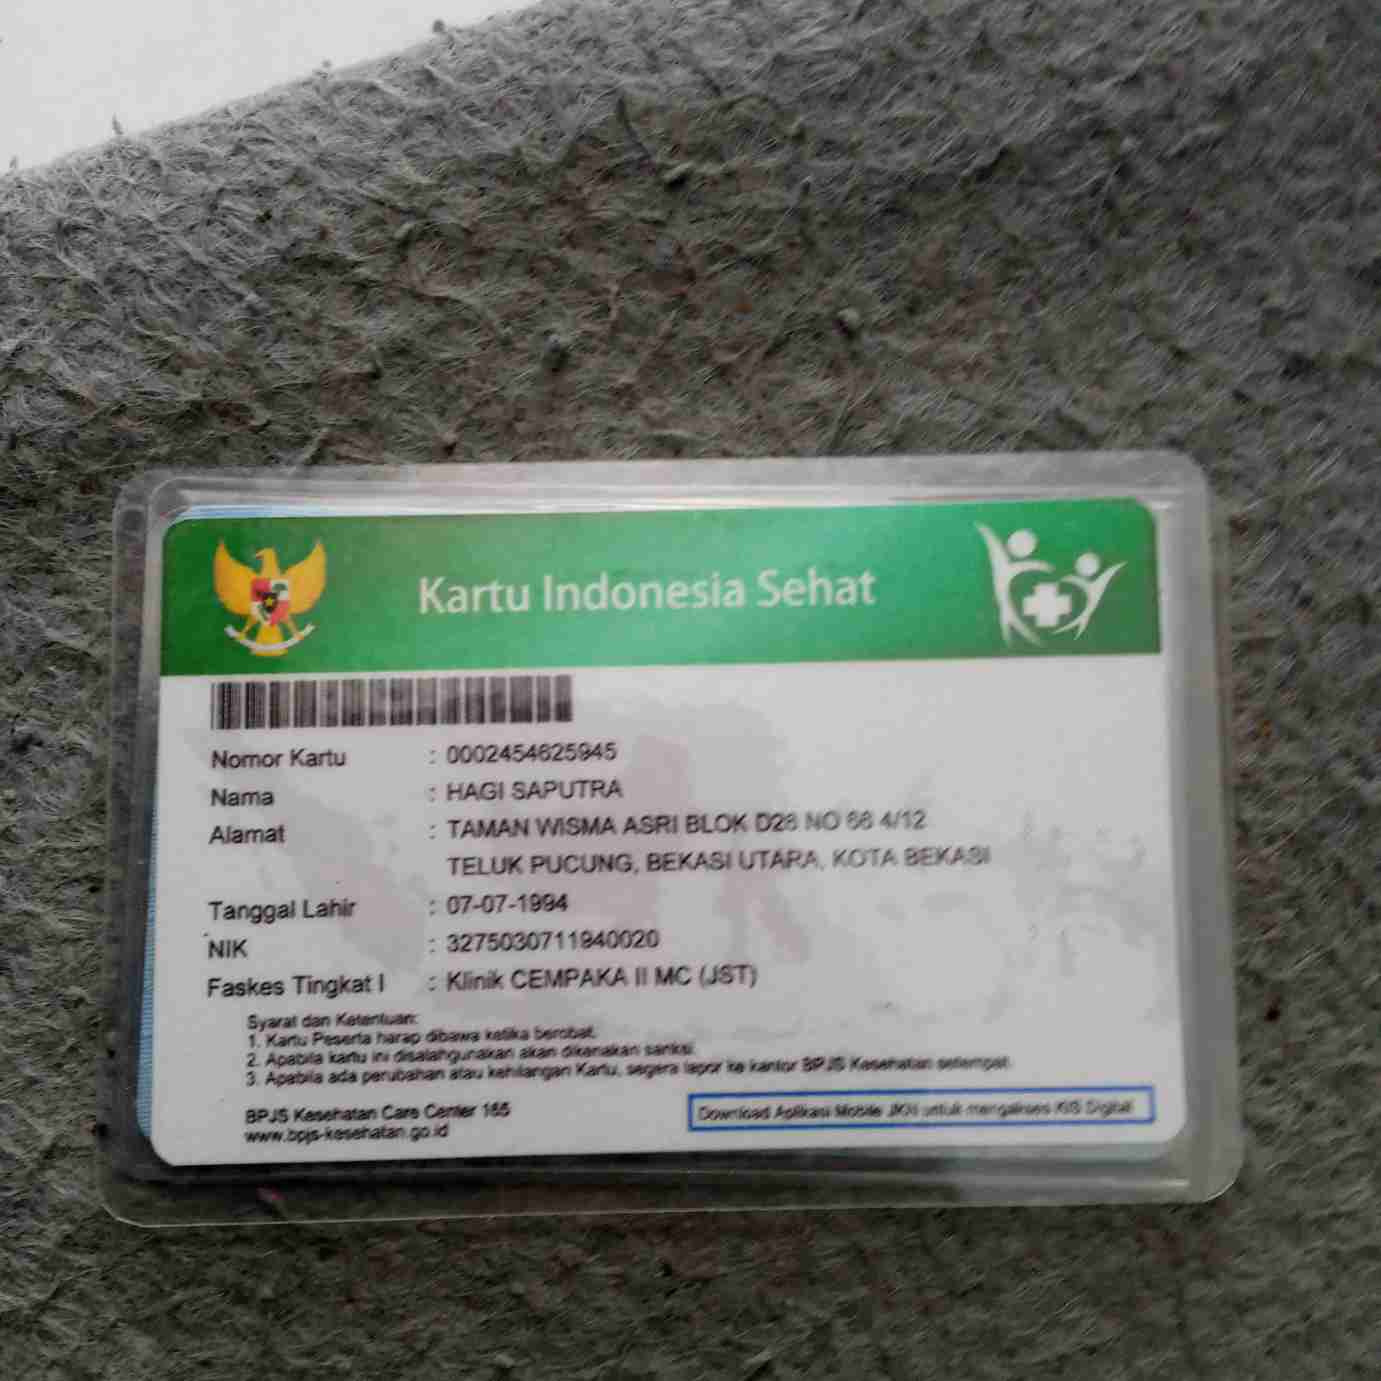 Kartu Indonesia Sehat
Nomor Kartu : 0002454625945
Nama : HAGI SAPUTRA
Alamat : TAMAN WISMA ASRI BLOK D26 NO 66 4/12
TELUK PUCUNG, BEKASI UTARA, KOTA BEKASI
Tanggal Lahir : 07-07-1994
NIK : 3275030711940020
Faskes Tingkat I : Klinik CEMPAKA II MC (JST)
Syarat dan Ketentuan:
1. Kartu Peserta harap dibawa ketika berobat.
2. Apabila kartu ini disalahgunakan akan dikenakan sanksi.
3. Apabila ada perubahan atau kehilangan Kartu, segera lapor ke kantor BPJS Kesehatan setempat.
BPJS Kesehatan Care Center 165
www.bpjs-kesehatan.go.id
Download Aplikasi Mobile JKN untuk mengakses KIS Digital